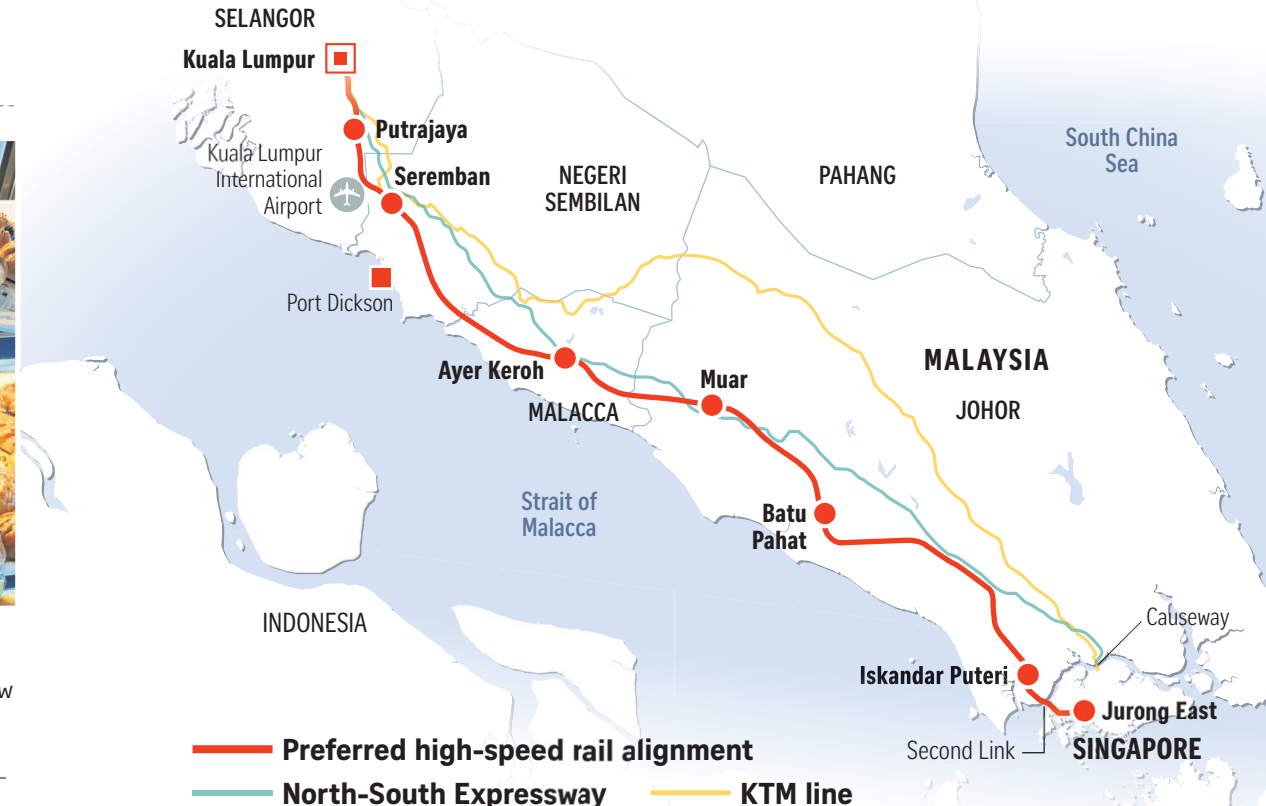 SELANGOR
Kuala Lumpur
Putrajaya
Kuala Lumpur
International
Airport
Seremban
NEGERI
SEMBILAN
PAHANG
South China
Sea
Port Dickson
Ayer Keroh
MALACCA
Muar
MALAYSIA
JOHOR
Strait of
Malacca
Batu
Pahat
INDONESIA
Causeway
Iskandar Puteri
Jurong East
Second Link
SINGAPORE
w
Preferred high-speed rail alignment
North-South Expressway
KTM line